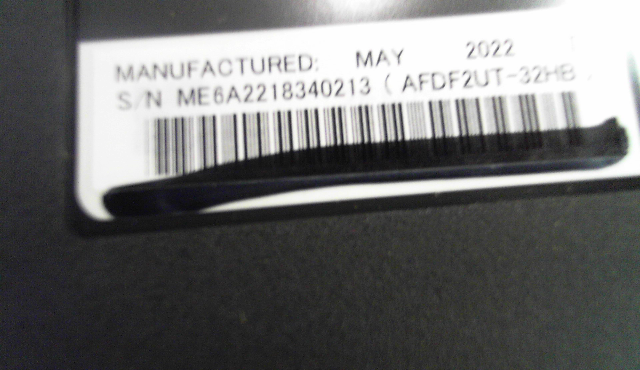 MANUFACTURED: MAY 2022
S/N ME6A2218340213 ( AFDF2UT-32HB